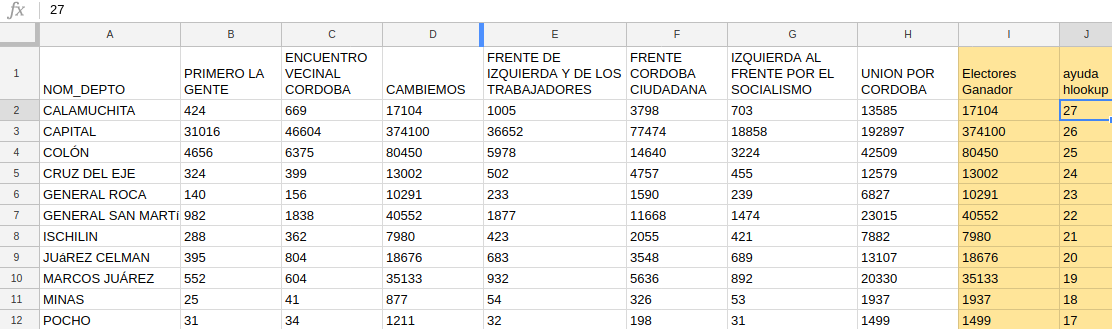 fx 27
A B C D E F G H I J
1 NOM_DEPTO PRIMERO LA GENTE ENCUENTRO VECINAL CORDOBA CAMBIEMOS FRENTE DE IZQUIERDA Y DE LOS TRABAJADORES FRENTE CORDOBA CIUDADANA IZQUIERDA AL FRENTE POR EL SOCIALISMO UNION POR CORDOBA Electores Ganador ayuda hlookup
2 CALAMUCHITA 424 669 17104 1005 3798 703 13585 17104 27
3 CAPITAL 31016 46604 374100 36652 77474 18858 192897 374100 26
4 COLÓN 4656 6375 80450 5978 14640 3224 42509 80450 25
5 CRUZ DEL EJE 324 399 13002 502 4757 455 12579 13002 24
6 GENERAL ROCA 140 156 10291 233 1590 239 6827 10291 23
7 GENERAL SAN MARTí 982 1838 40552 1877 11668 1474 23015 40552 22
8 ISCHILIN 288 362 7980 423 2055 421 7882 7980 21
9 JUáREZ CELMAN 395 804 18676 683 3548 689 13107 18676 20
10 MARCOS JUÁREZ 552 604 35133 932 5636 892 20330 35133 19
11 MINAS 25 41 877 54 326 53 1937 1937 18
12 POCHO 31 34 1211 32 198 31 1499 1499 17